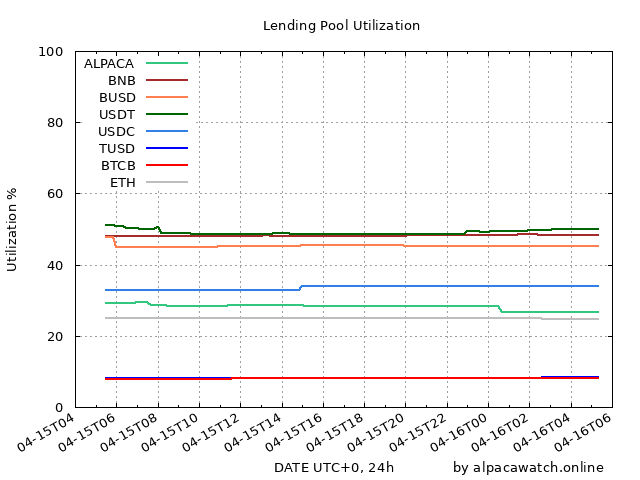 Lending Pool Utilization
Utilization %
100
80
60
40
20
0
ALPACA
BNB
BUSD
USDT
USDC
TUSD
BTCB
ETH
04-15T04
04-15T06
04-15T08
04-15T10
04-15T12
04-15T14
04-15T16
04-15T18
04-15T20
04-15T22
04-16T00
04-16T02
04-16T04
04-16T06
DATE UTC+0, 24h
by alpacawatch.online